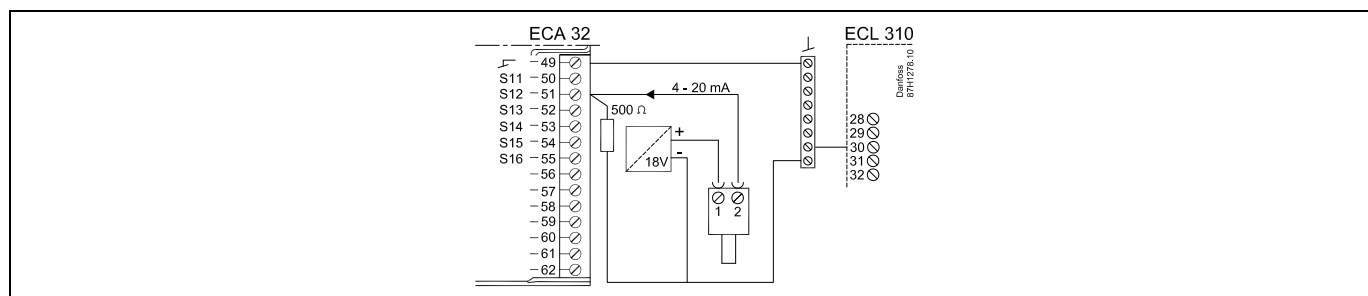 ECA 32
ECL 310
49
S11 - 50
S12 - 51
S13 - 52
S14 - 53
S15 - 54
S16 - 55
- 56
- 57
- 58
- 59
- 60
- 61
- 62
4 - 20 mA
500 Ω
+
-
18V
1 2
Danfoss
87H1278.10
28
29
30
31
32